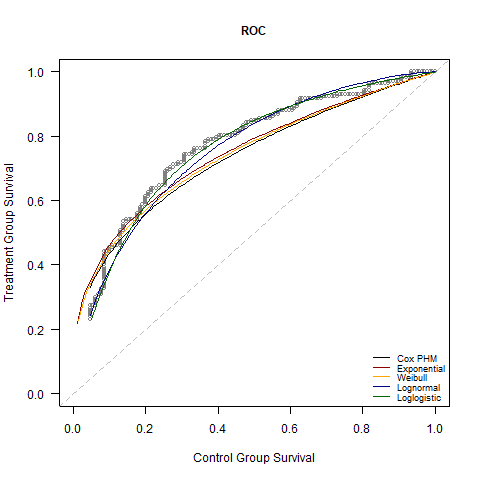 ROC
Treatment Group Survival
1.0
0.8
0.6
0.4
0.2
0.0
Cox PHM
Exponential
Weibull
Lognormal
Loglogistic
0.0 0.2 0.4 0.6 0.8 1.0
Control Group Survival